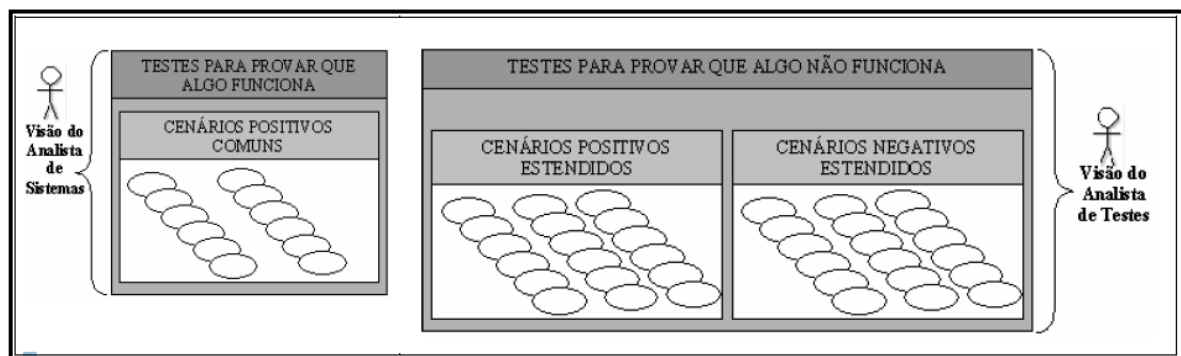 Visão do
Analista
de
Sistemas
TESTES PARA PROVAR QUE
ALGO FUNCIONA
CENÁRIOS POSITIVOS
COMUNS
TESTES PARA PROVAR QUE ALGO NÃO FUNCIONA
CENÁRIOS POSITIVOS
ESTENDIDOS
CENÁRIOS NEGATIVOS
ESTENDIDOS
Visão do
Analista
de Testes